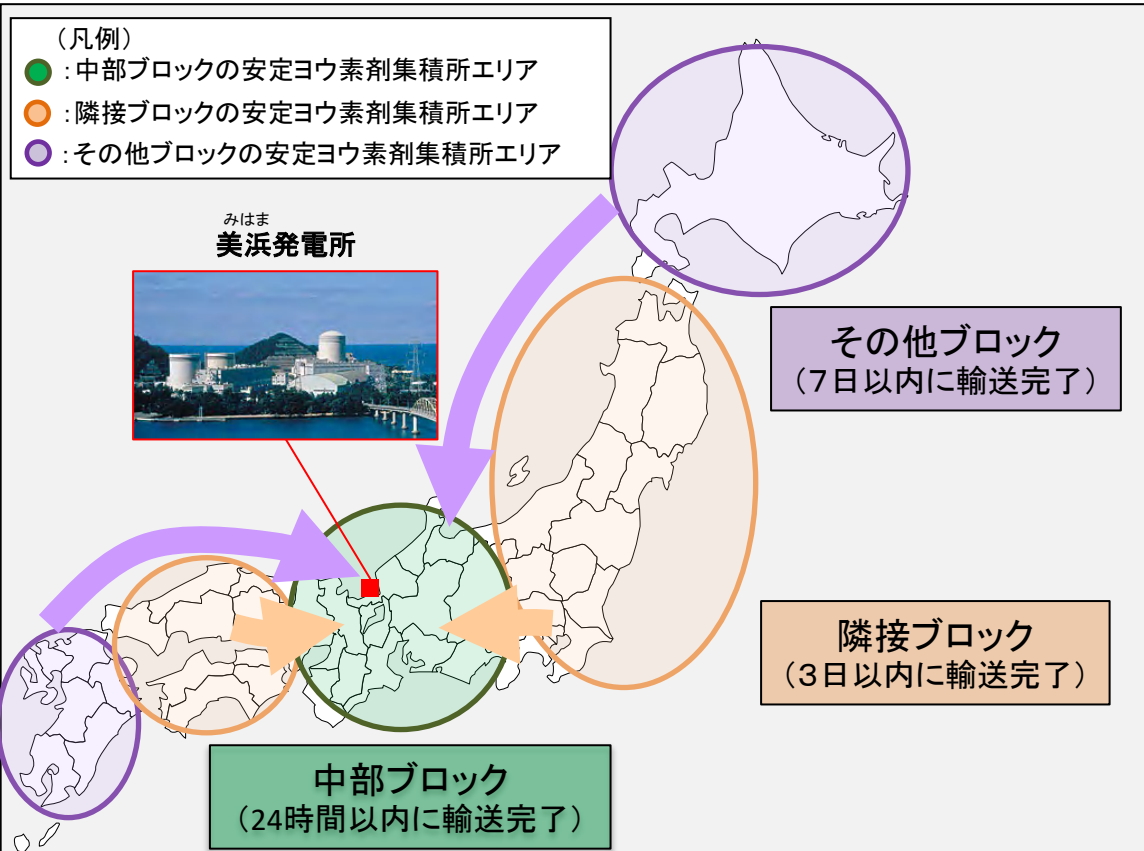 （凡例）
：中部ブロックの安定ヨウ素剤集積所エリア
：隣接ブロックの安定ヨウ素剤集積所エリア
：その他ブロックの安定ヨウ素剤集積所エリア
みはま
美浜発電所
その他ブロック
（７日以内に輸送完了）
隣接ブロック
（３日以内に輸送完了）
中部ブロック
（24時間以内に輸送完了）